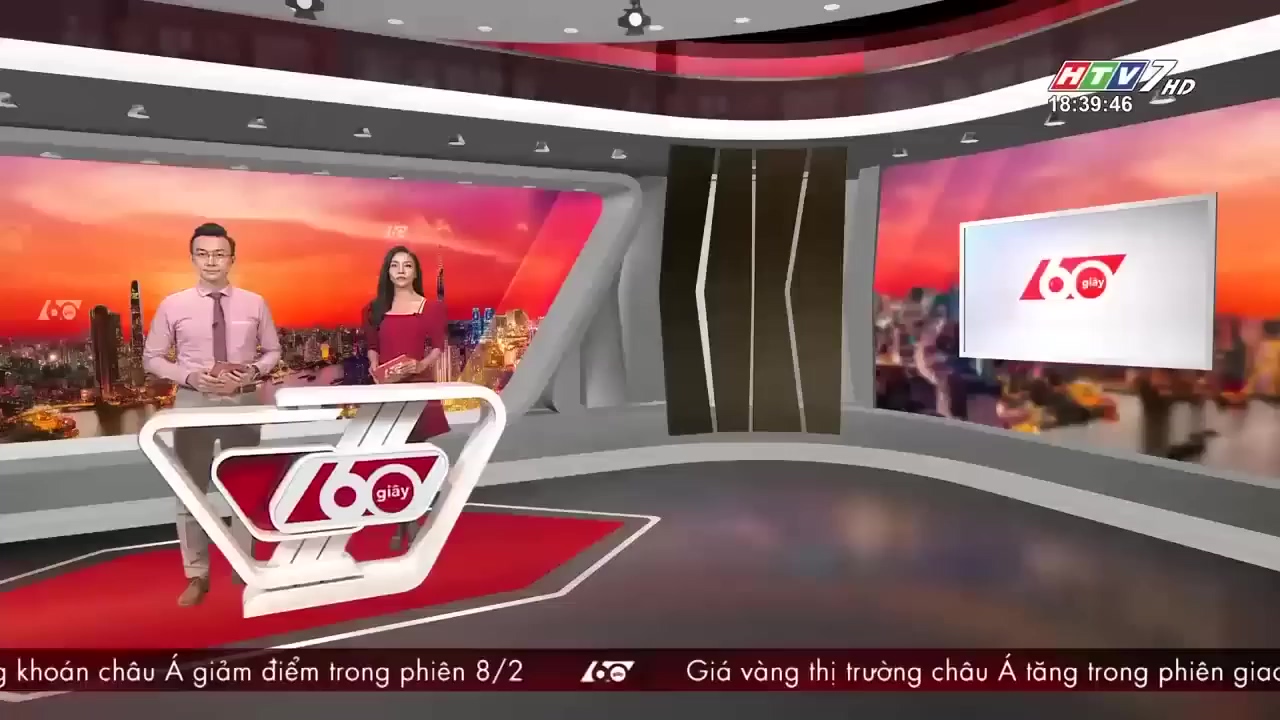 HTV7 HD
18:39:46
60 giây
60 giây
g khoán châu Á giảm điểm trong phiên 8/2
60 giây
Giá vàng thị trường châu Á tăng trong phiên giao